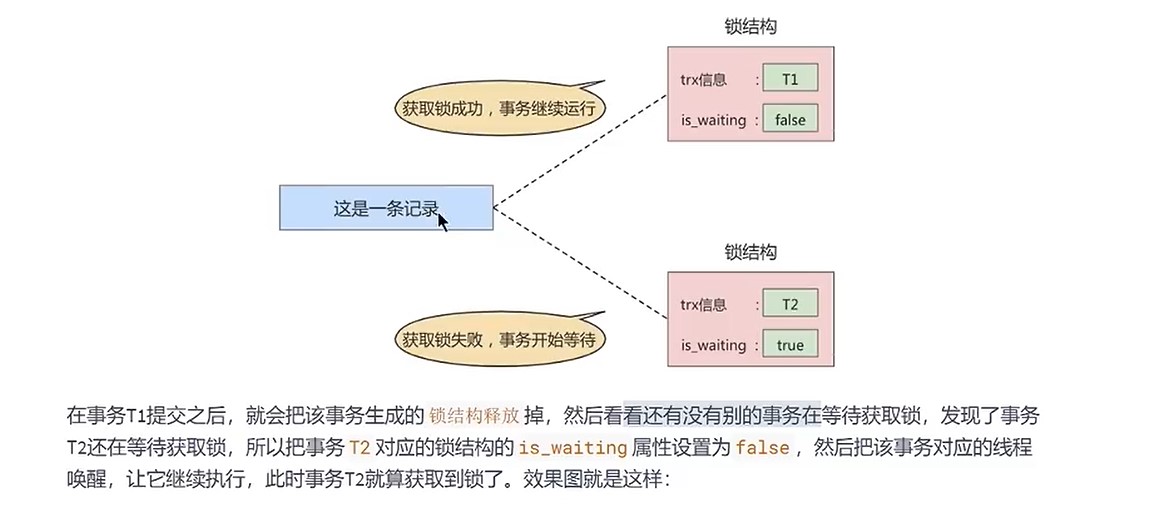 锁结构
trx信息 : T1
获取锁成功，事务继续运行
is_waiting : false
这是一条记录
锁结构
trx信息 : T2
获取锁失败，事务开始等待
is_waiting : true
在事务T1提交之后，就会把该事务生成的 锁结构释放 掉，然后看看还有没有别的事务在等待获取锁，发现了事务
T2还在等待获取锁，所以把事务 T2 对应的锁结构的 is_waiting 属性设置为 false ，然后把该事务对应的线程
唤醒，让它继续执行，此时事务T2就算获取到锁了。效果图就是这样：